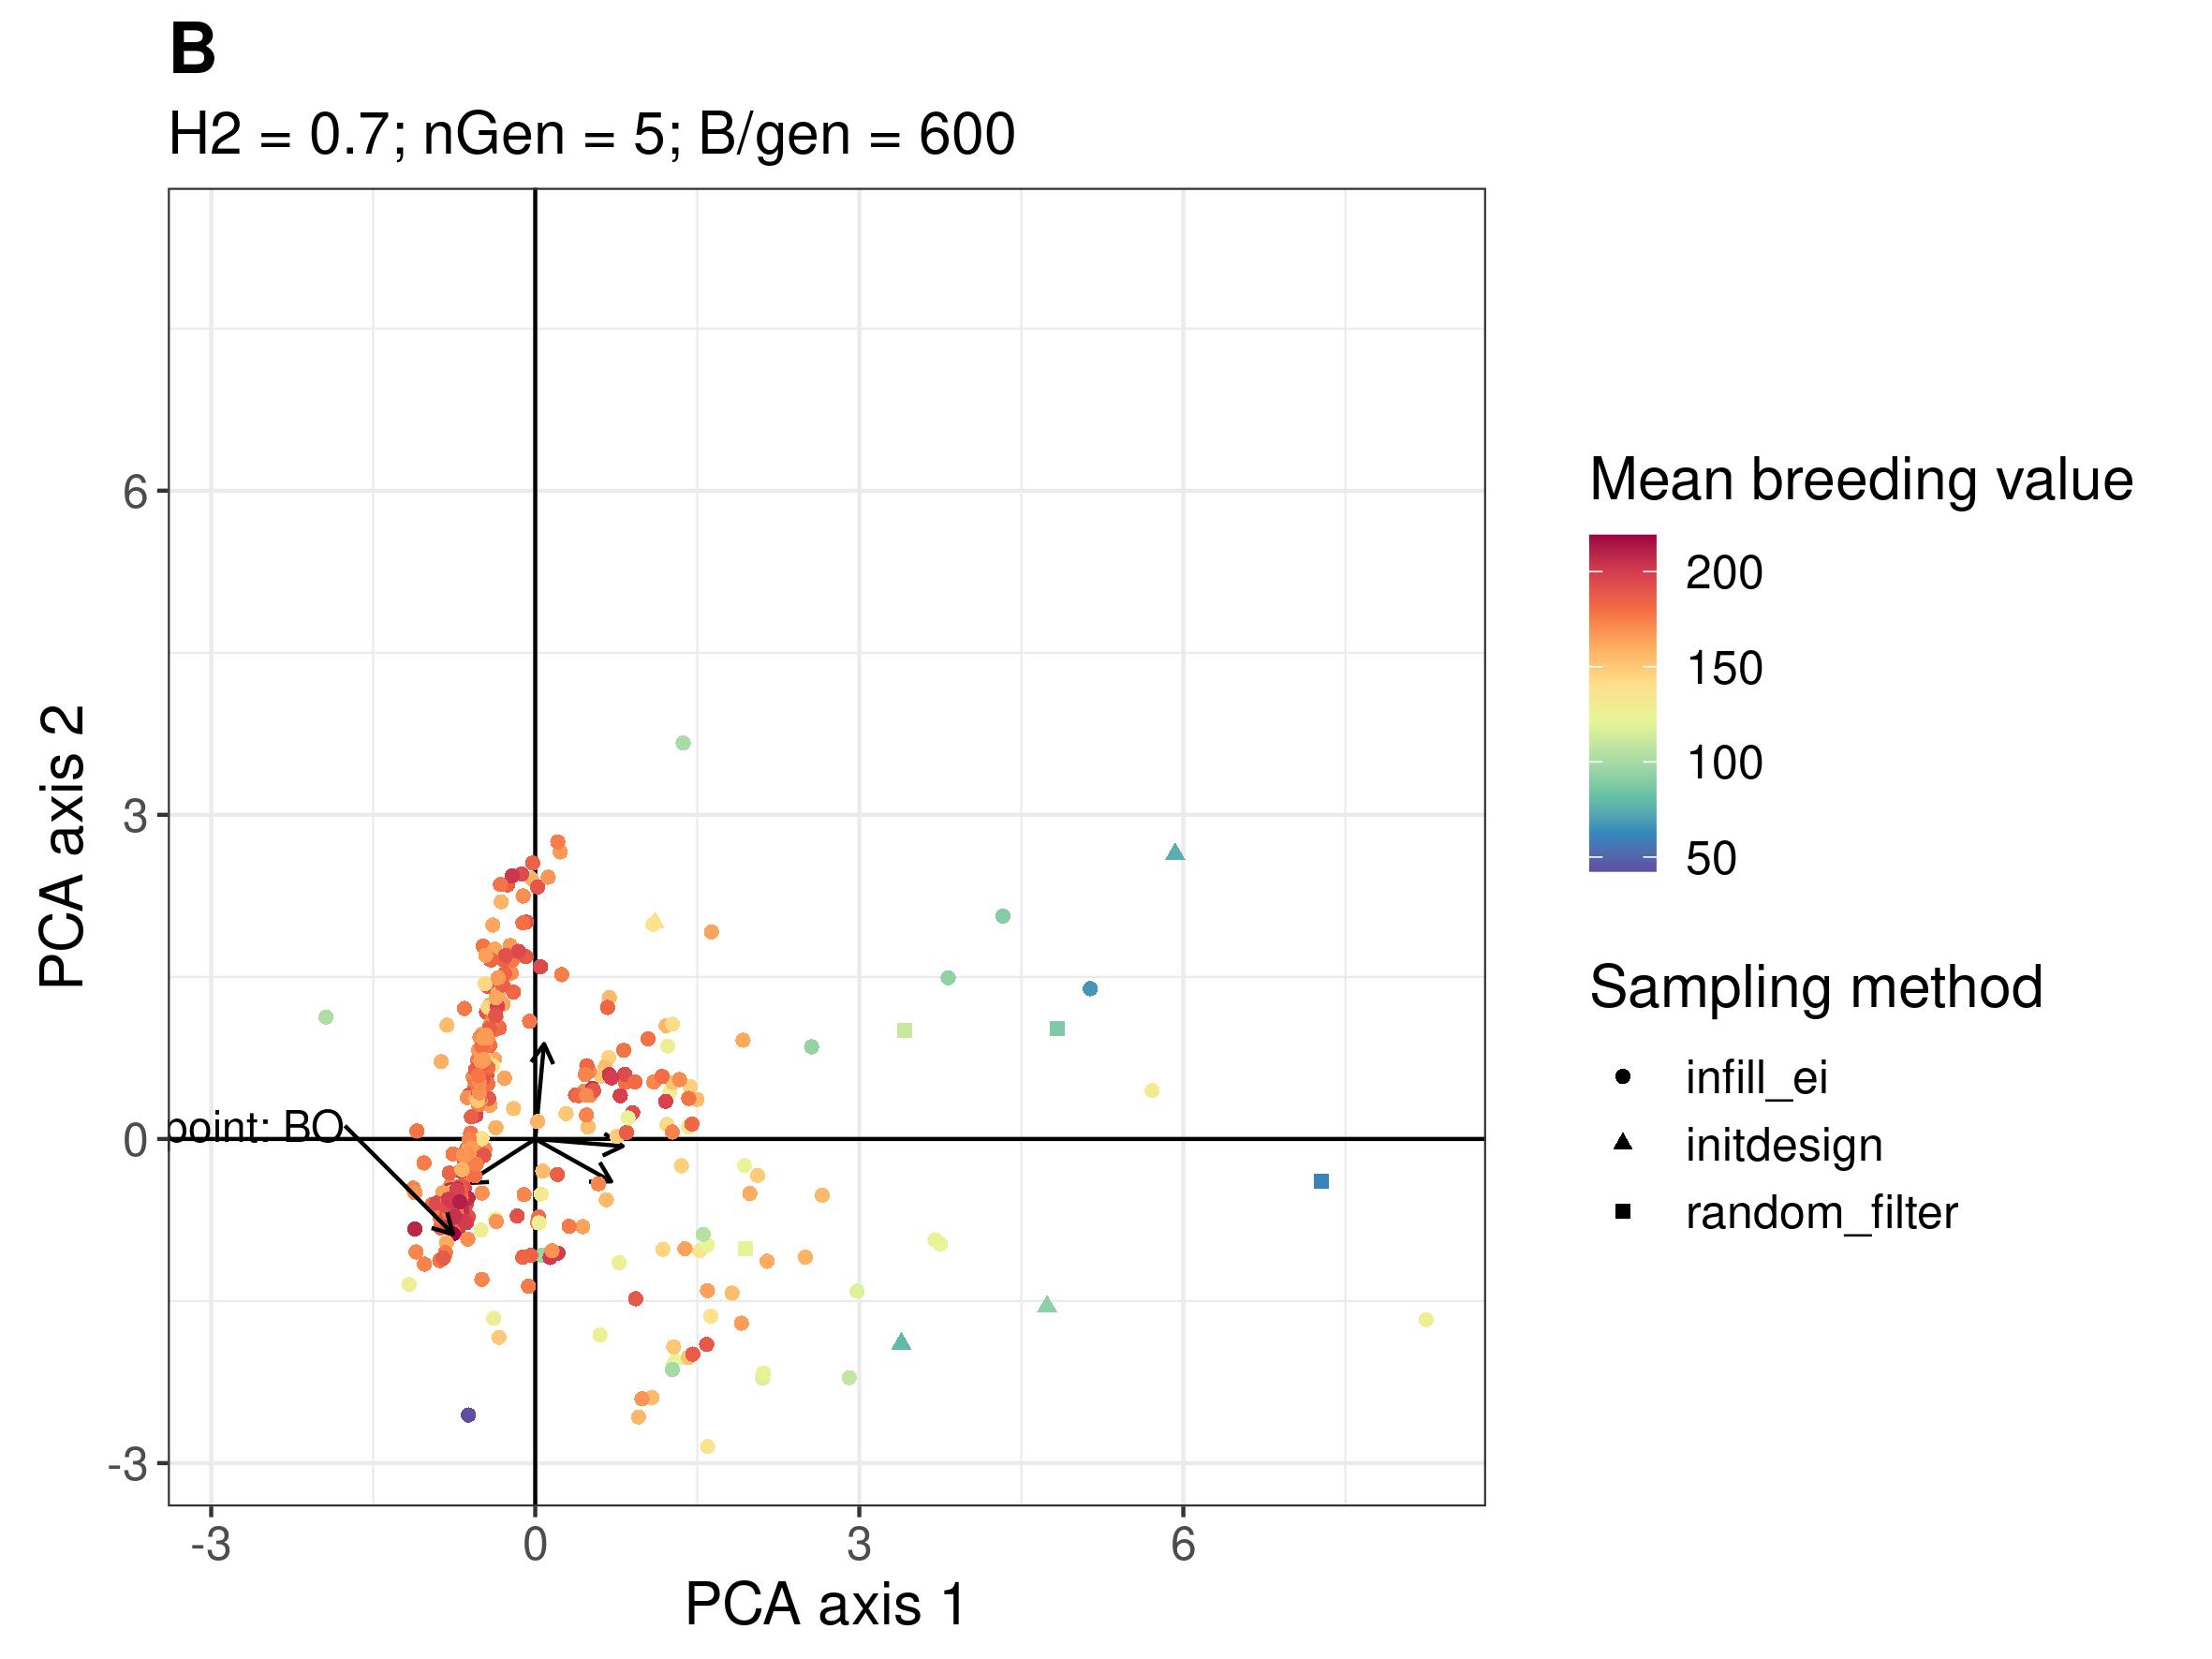 B
H2 = 0.7; nGen = 5; B/gen = 600
PCA axis 2
6
3
0
-3
point: BO
-3
0
3
6
PCA axis 1
Mean breeding value
200
150
100
50
Sampling method
infill_ei
initdesign
random_filter